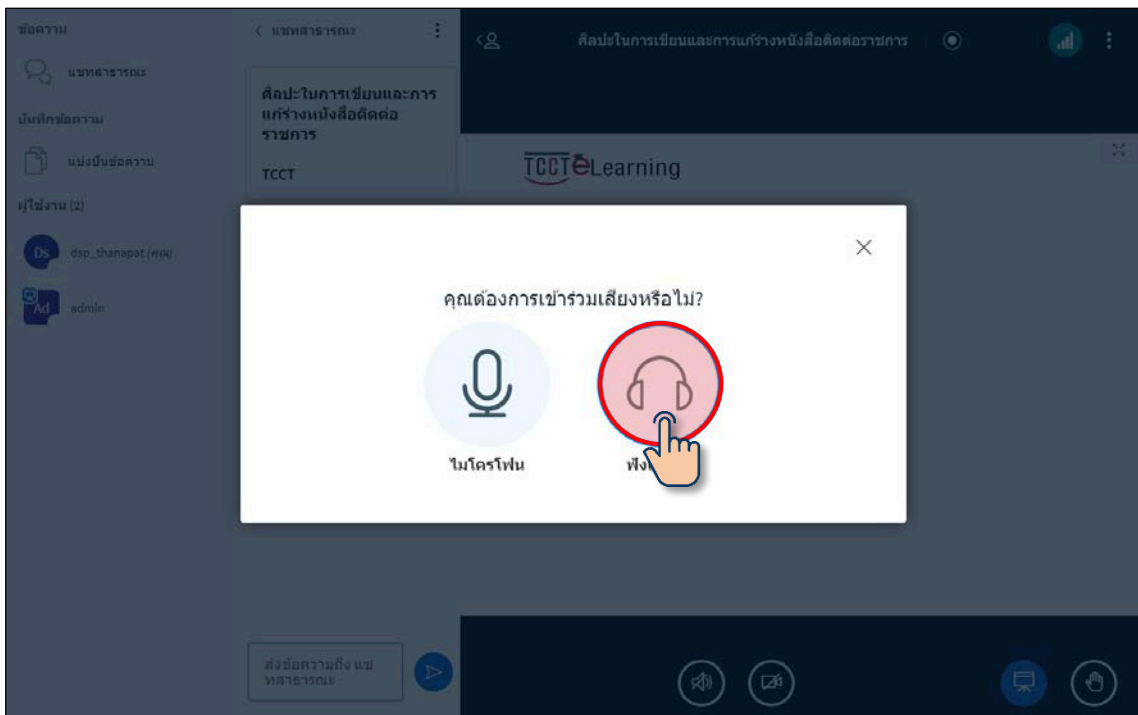 ข้อความ
แชทสาธารณะ
บันทึกข้อความ
แบ่งปันข้อความ
ผู้ใช้งาน (2)
Ds dsp_thanapat (คุณ)
Ad admin
แชทสาธารณะ
ศิลปะในการเขียนและการ
แก้ร่างหนังสือติดต่อ
ราชการ
TCCT
ศิลปะในการเขียนและการแก้ร่างหนังสือติดต่อราชการ
TCCT eLearning
คุณต้องการเข้าร่วมเสียงหรือไม่?
ไมโครโฟน
ส่งข้อความถึง แช
ทสาธารณะ